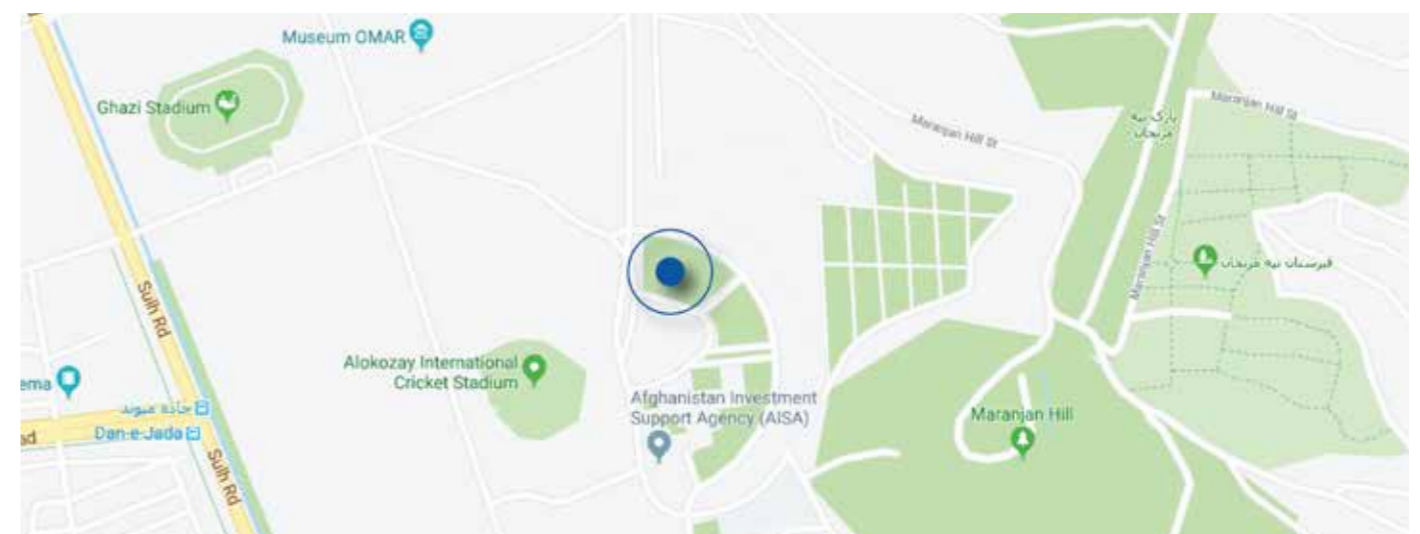 Museum OMAR
Ghazi Stadium
Maranjan Hill St
Maranjan Hill St
پارک تپه
مرنجان
Maranjan Hill St
قبرستان تپه مرنجان
Sulh Rd
Alokozay International
Cricket Stadium
ema
Afghanistan Investment
Support Agency (AISA)
جاده میوند
Dan-e-Jada
ad
Maranjan Hill
Sulh Rd